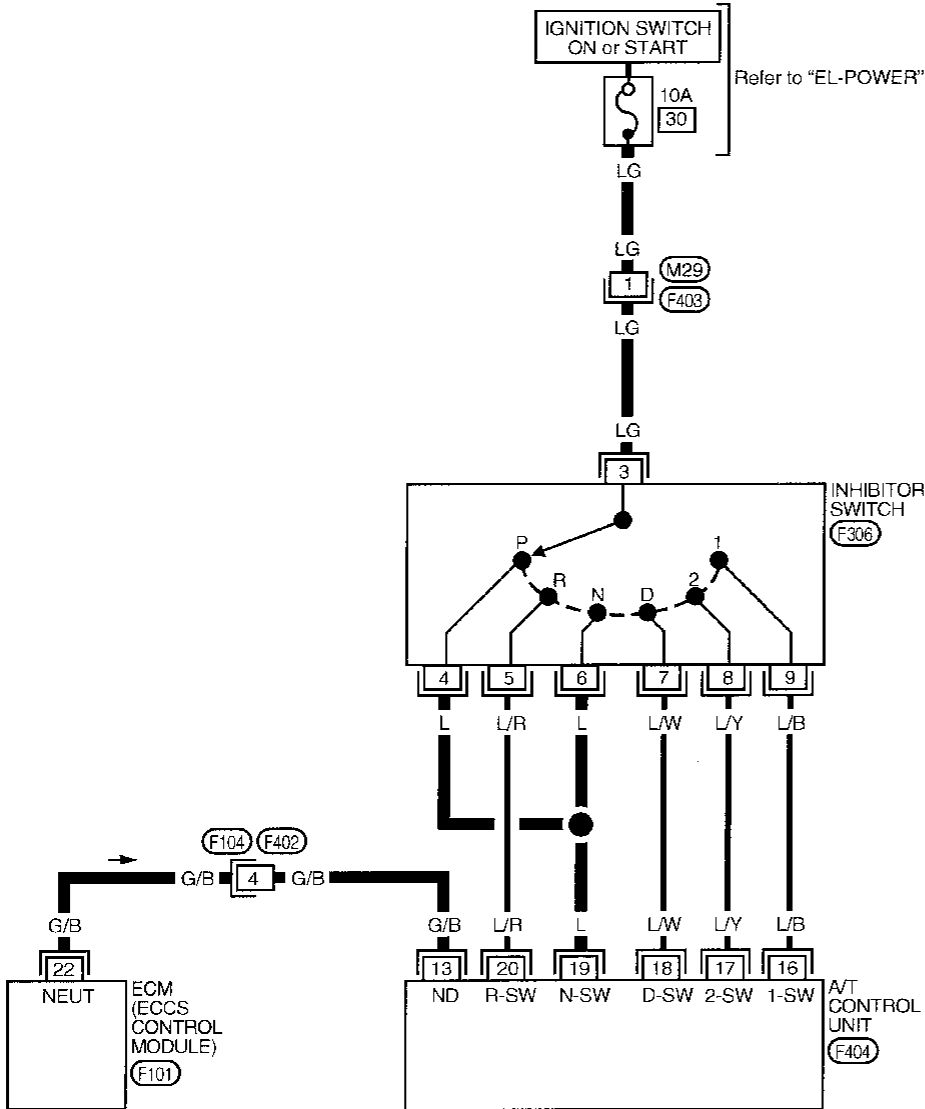 IGNITION SWITCH
ON or START
Refer to "EL-POWER"
10A
30
LG
LG
1
M29
F403
LG
LG
3
INHIBITOR
SWITCH
F306
P
R
N
D
2
1
4
5
6
7
8
9
L
L/R
L
L/W
L/Y
L/B
F104
F402
G/B
4
G/B
G/B
G/B
L/R
L
L/W
L/Y
L/B
22
13
20
19
18
17
16
NEUT
ECM
(ECCS
CONTROL
MODULE)
F101
ND
R-SW
N-SW
D-SW
2-SW
1-SW
A/T
CONTROL
UNIT
F404